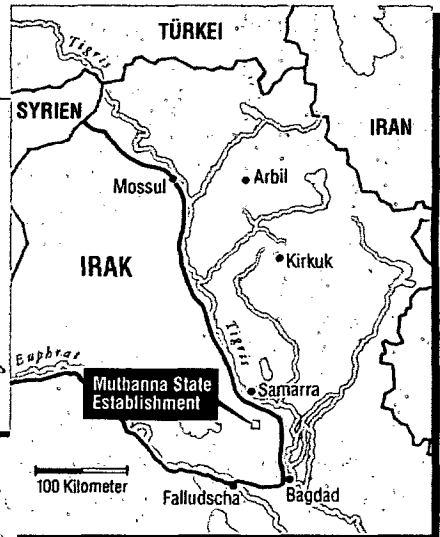 Tigris
TÜRKEI
SYRIEN
IRAN
Mossul
Arbil
IRAK
Kirkuk
Tigris
Euphrat
Muthanna State
Establishment
Samarra
100 Kilometer
Falludscha
Bagdad